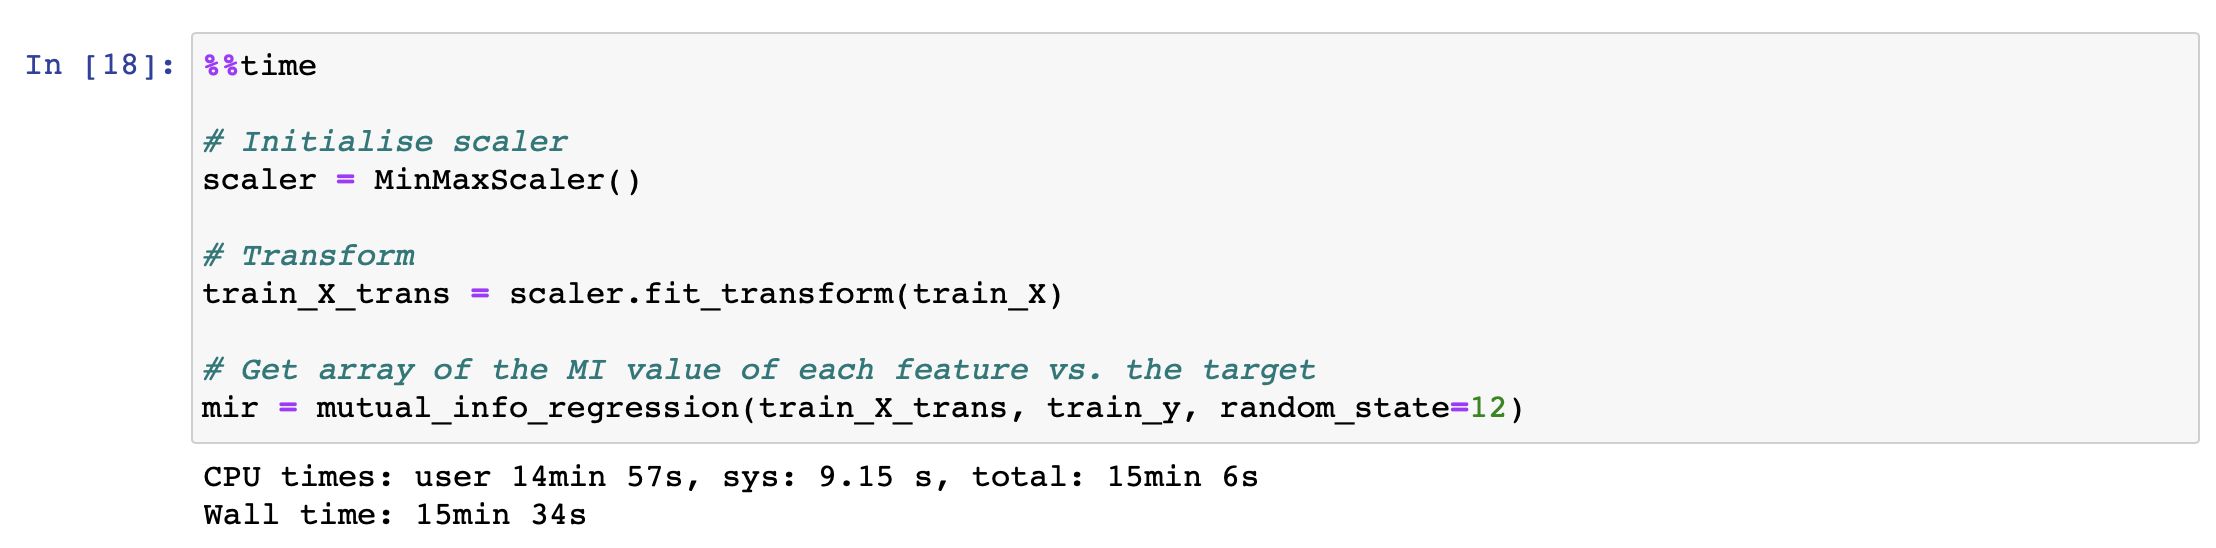 In [18]: %%time
# Initialise scaler
scaler = MinMaxScaler()
# Transform
train_X_trans = scaler.fit_transform(train_X)
# Get array of the MI value of each feature vs. the target
mir = mutual_info_regression(train_X_trans, train_y, random_state=12)
CPU times: user 14min 57s, sys: 9.15 s, total: 15min 6s
Wall time: 15min 34s